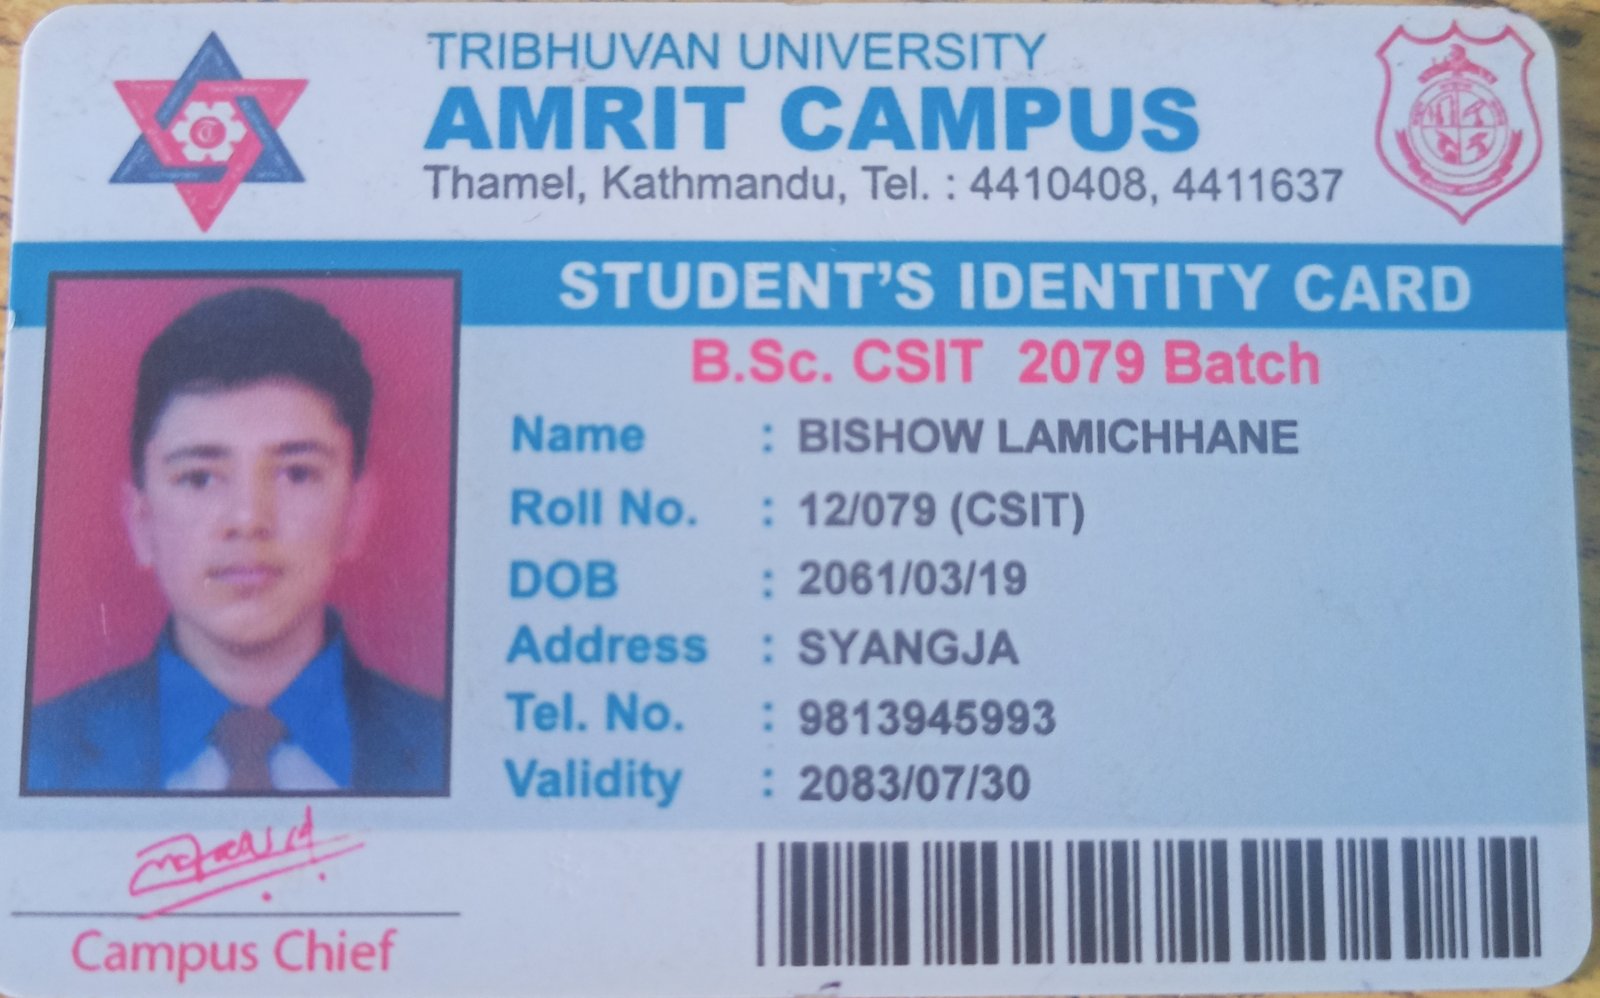 TRIBHUVAN UNIVERSITY
AMRIT CAMPUS
Thamel, Kathmandu, Tel. : 4410408, 4411637
STUDENT'S IDENTITY CARD
B.Sc. CSIT 2079 Batch
Name : BISHOW LAMICHHANE
Roll No. : 12/079 (CSIT)
DOB : 2061/03/19
Address : SYANGJA
Tel. No. : 9813945993
Validity : 2083/07/30
Campus Chief